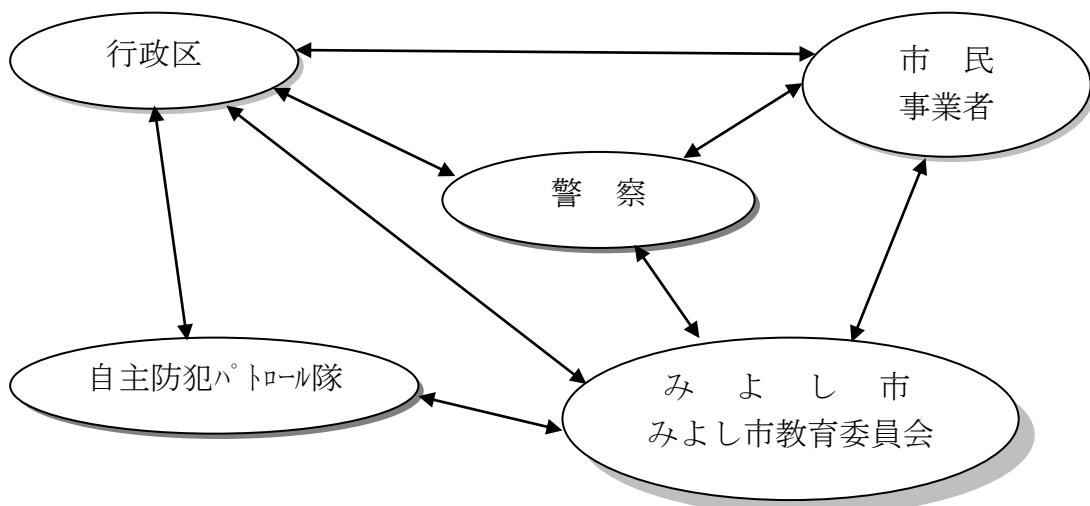 行政区
市　民
事業者
警　察
自主防犯ﾊﾟﾄﾛｰﾙ隊
み　よ　し　市
みよし市教育委員会